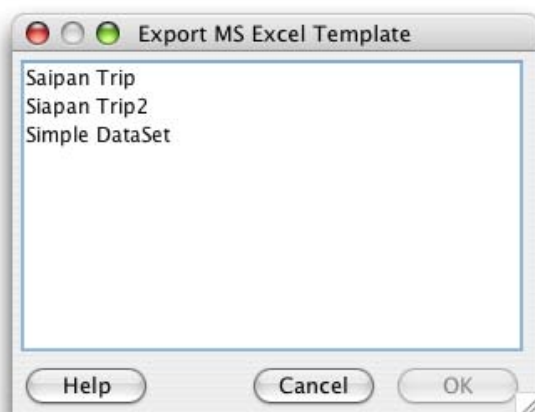 Export MS Excel Template
Saipan Trip
Siapan Trip2
Simple DataSet
Help
Cancel
OK